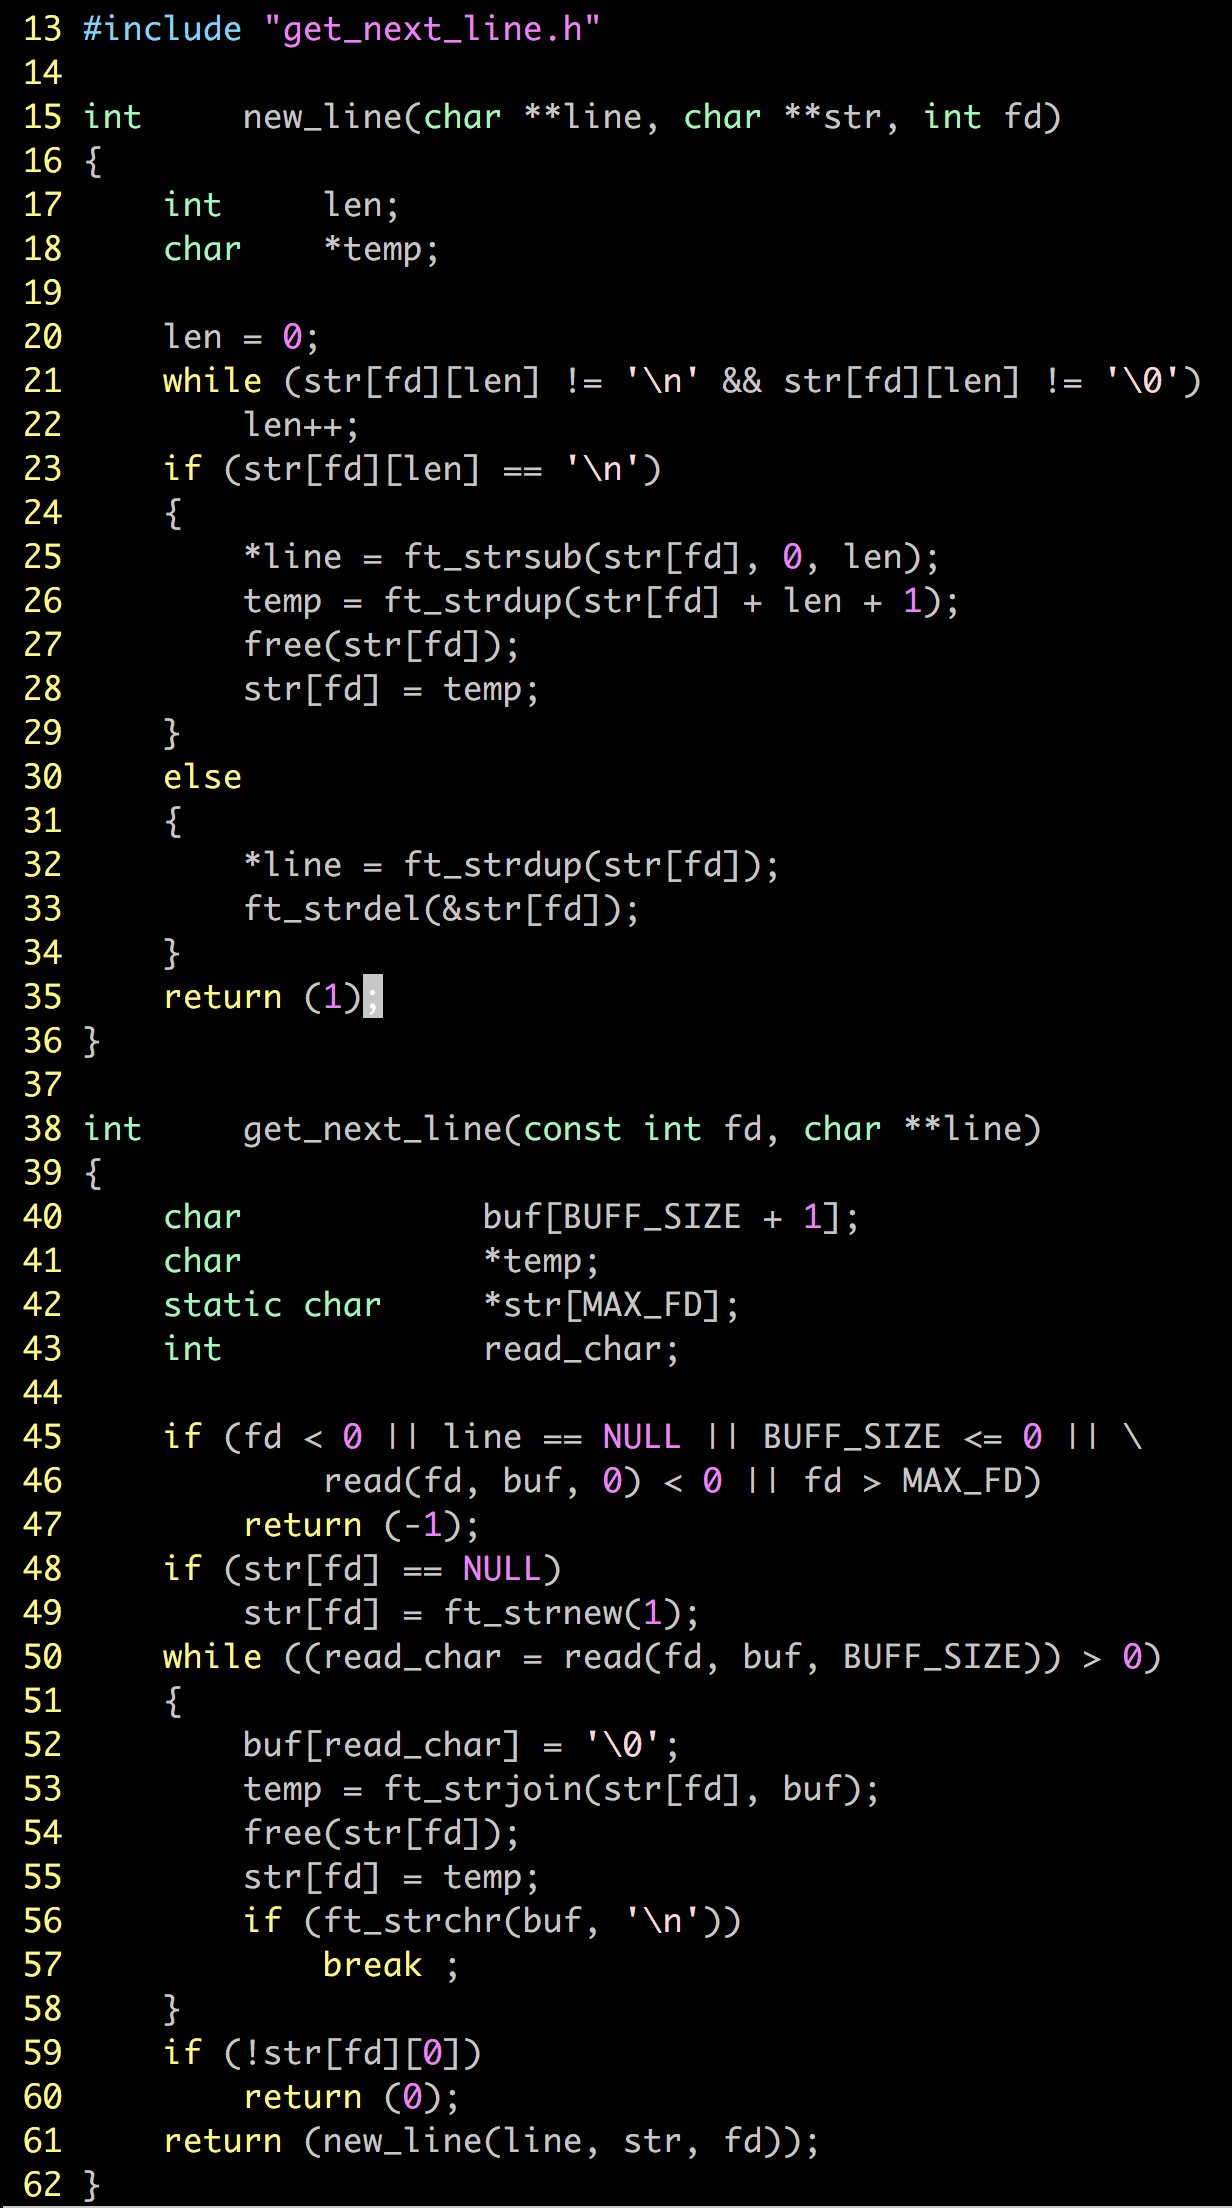 13 #include "get_next_line.h"
14
15 int     new_line(char **line, char **str, int fd)
16 {
17     int     len;
18     char    *temp;
19
20     len = 0;
21     while (str[fd][len] != '\n' && str[fd][len] != '\0')
22         len++;
23     if (str[fd][len] == '\n')
24     {
25         *line = ft_strsub(str[fd], 0, len);
26         temp = ft_strdup(str[fd] + len + 1);
27         free(str[fd]);
28         str[fd] = temp;
29     }
30     else
31     {
32         *line = ft_strdup(str[fd]);
33         ft_strdel(&str[fd]);
34     }
35     return (1);
36 }
37
38 int     get_next_line(const int fd, char **line)
39 {
40     char            buf[BUFF_SIZE + 1];
41     char            *temp;
42     static char     *str[MAX_FD];
43     int             read_char;
44
45     if (fd < 0 || line == NULL || BUFF_SIZE <= 0 || \
46             read(fd, buf, 0) < 0 || fd > MAX_FD)
47         return (-1);
48     if (str[fd] == NULL)
49         str[fd] = ft_strnew(1);
50     while ((read_char = read(fd, buf, BUFF_SIZE)) > 0)
51     {
52         buf[read_char] = '\0';
53         temp = ft_strjoin(str[fd], buf);
54         free(str[fd]);
55         str[fd] = temp;
56         if (ft_strchr(buf, '\n'))
57             break ;
58     }
59     if (!str[fd][0])
60         return (0);
61     return (new_line(line, str, fd));
62 }